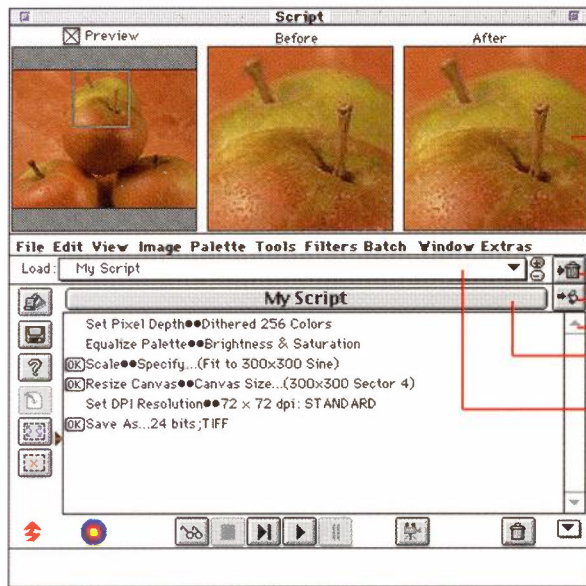 Script
Preview
Before
After
File Edit View Image Palette Tools Filters Batch Window Extras
Load: My Script
My Script
Set Pixel Depth●●Dithered 256 Colors
Equalize Palette●●Brightness & Saturation
OK Scale●●Specify...(Fit to 300x300 Sine)
OK Resize Canvas●●Canvas Size...(300x300 Sector 4)
Set DPI Resolution●●72 x 72 dpi: STANDARD
OK Save As...24 bits;TIFF